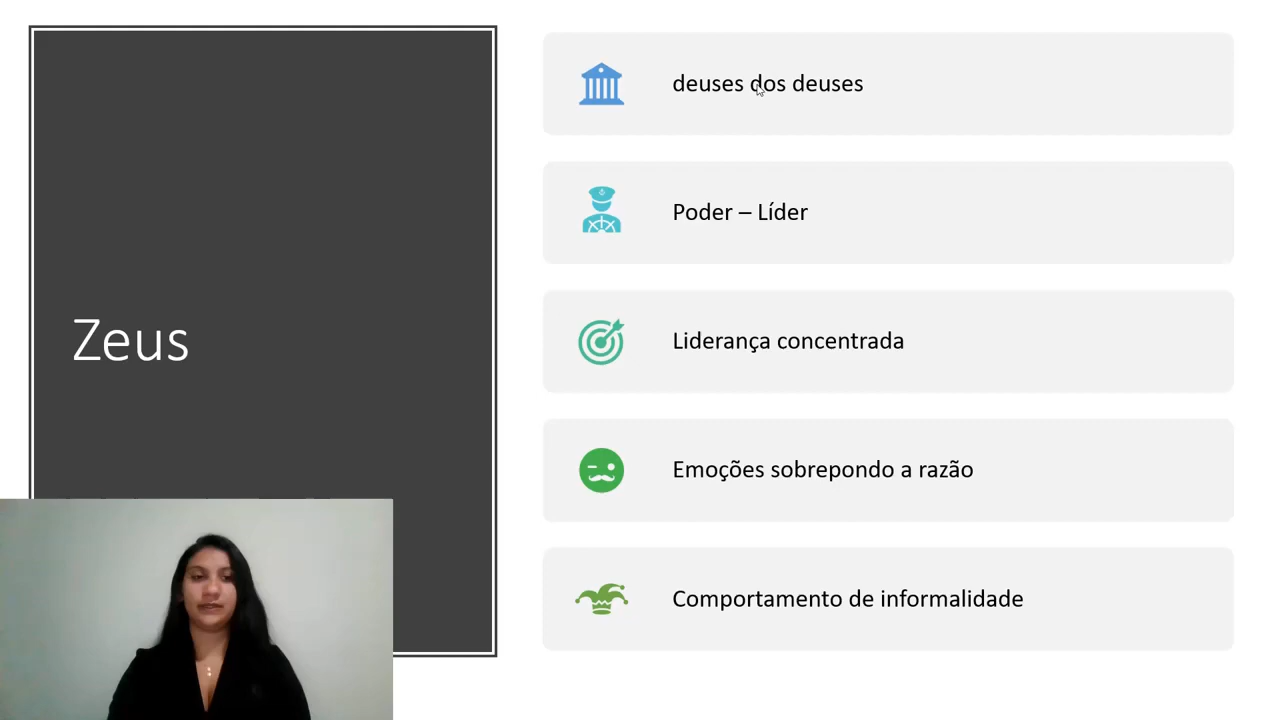 Zeus
deuses dos deuses
Poder – Líder
Liderança concentrada
Emoções sobrepondo a razão
Comportamento de informalidade